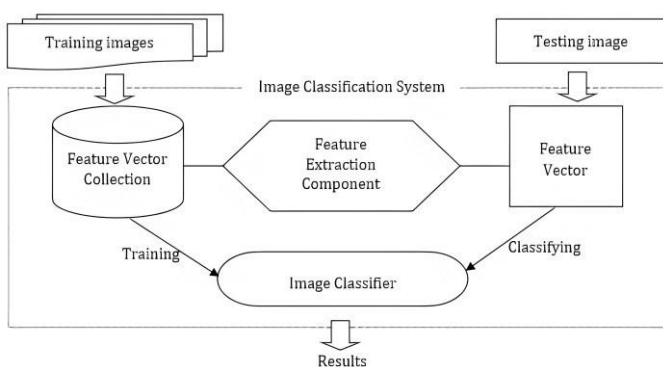 Training images
Testing image
Image Classification System
Feature Vector
Collection
Feature
Extraction
Component
Feature
Vector
Training
Classifying
Image Classifier
Results